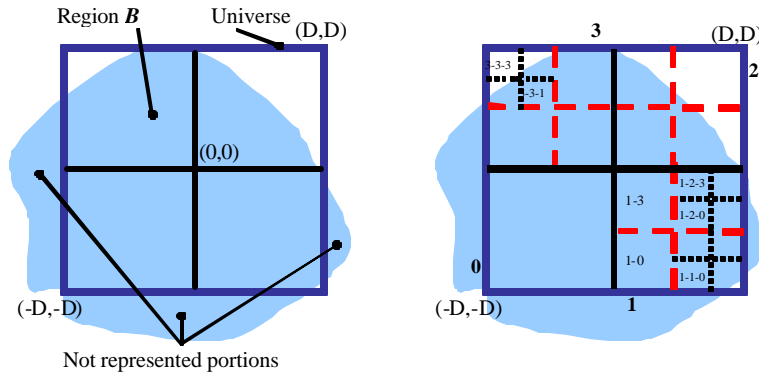 Region B
Universe
(D,D)
(0,0)
(-D,-D)
Not represented portions
3
(D,D)
2
3-3-3
-3-1
1-2-3
1-3
1-2-0
0
1-0
1-1-0
(-D,-D)
1